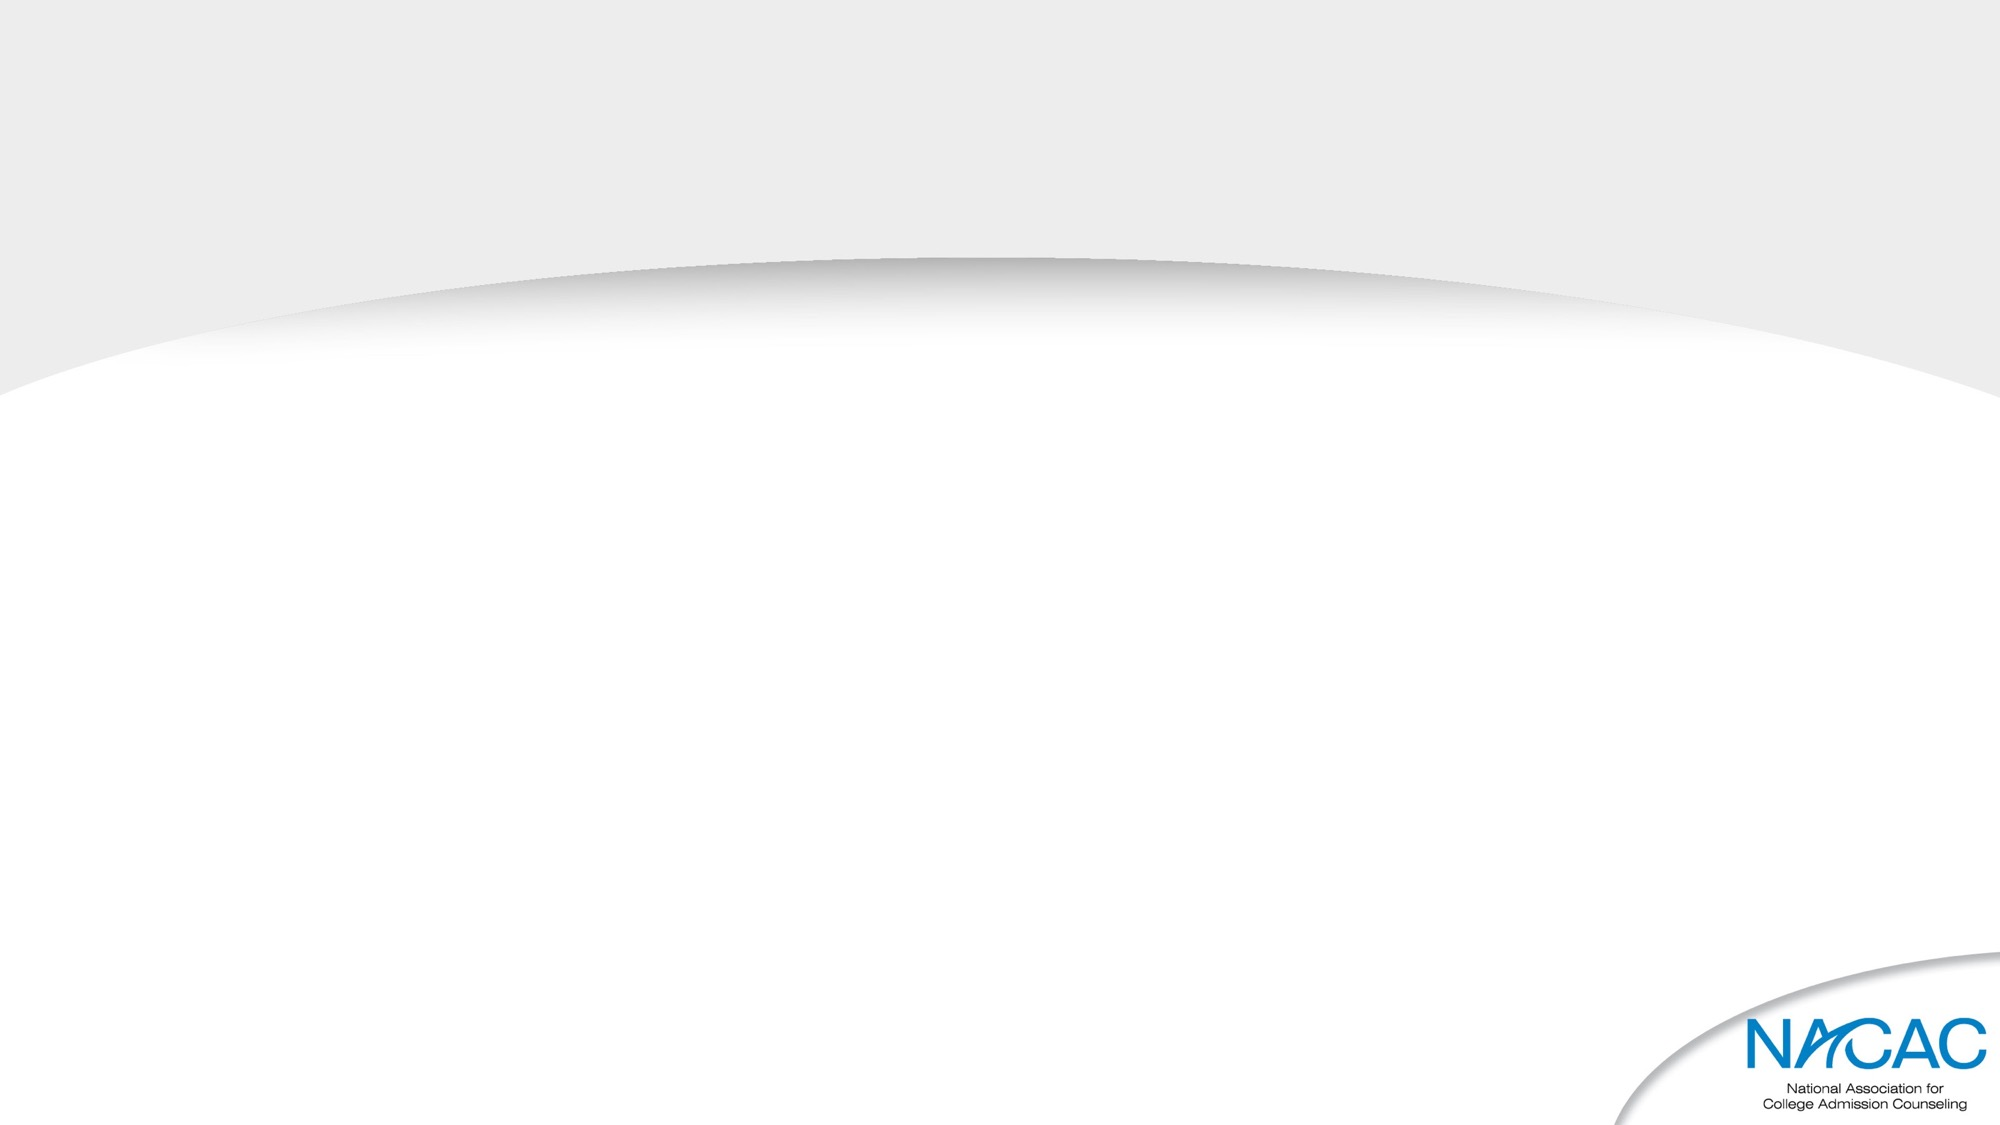 NACAC
National Association for
College Admission Counseling